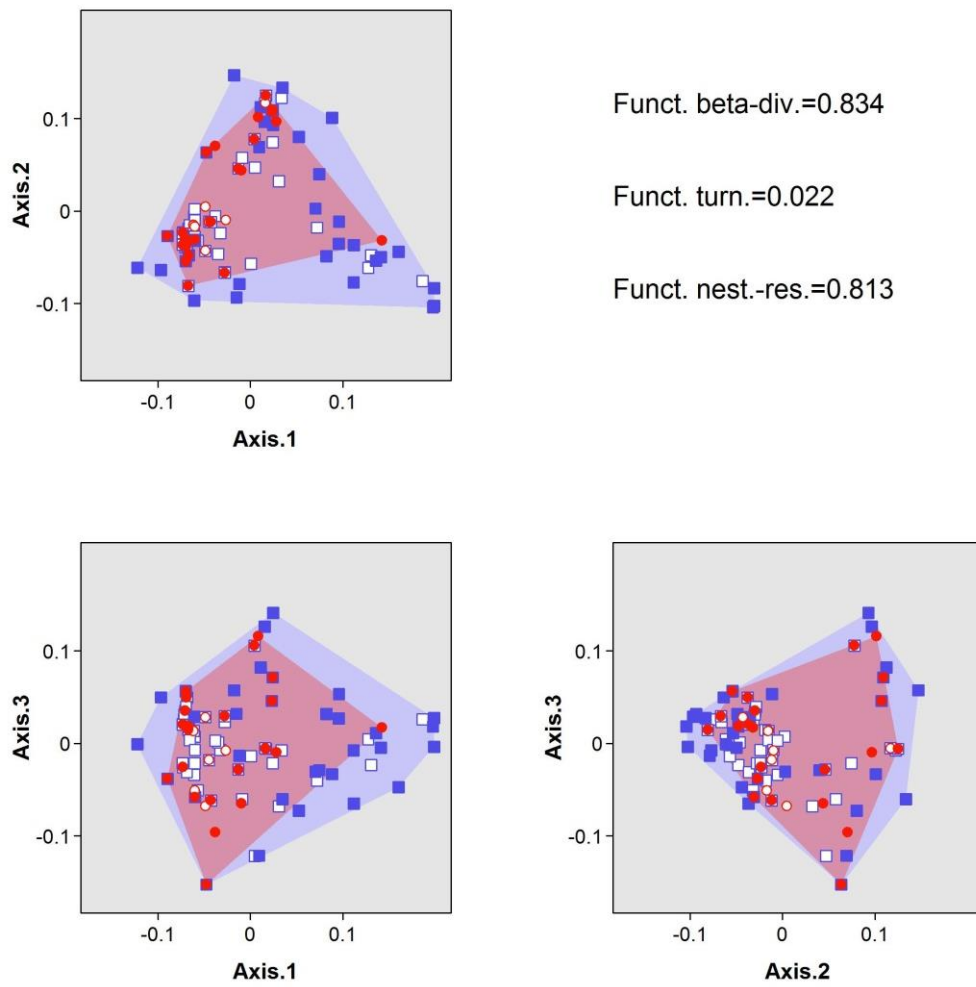 0.1
0
-0.1
Axis.2
-0.1
0
0.1
Axis.1
Funct. beta-div.=0.834
Funct. turn.=0.022
Funct. nest.-res.=0.813
0.1
0
-0.1
Axis.3
-0.1
0
0.1
Axis.1
0.1
0
-0.1
Axis.3
-0.1
0
0.1
Axis.2